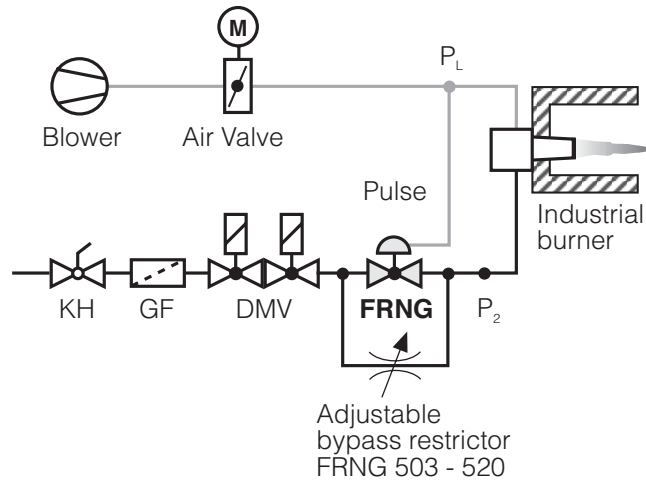 M
P_L
Blower
Air Valve
Pulse
Industrial
burner
KH
GF
DMV
FRNG
P_2
Adjustable
bypass restrictor
FRNG 503 - 520